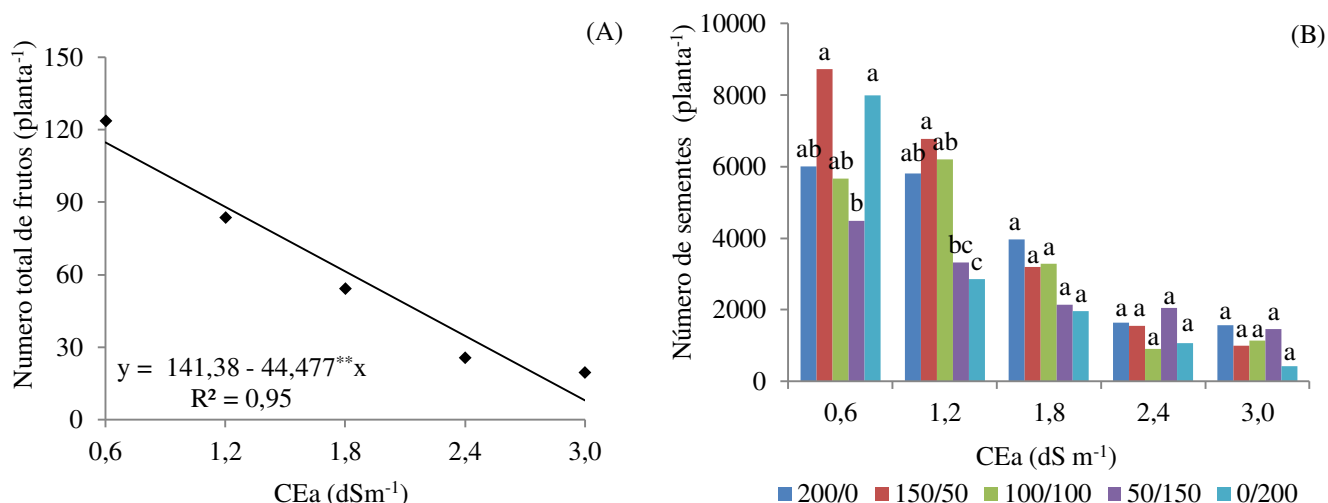 (A)
Numero total de frutos (planta⁻¹)
150
120
90
60
30
0
y = 141,38 - 44,477**x
R² = 0,95
0,6 1,2 1,8 2,4 3,0
CEa (dSm⁻¹)
(B)
Número de sementes (planta⁻¹)
10000
8000
6000
4000
2000
0
ab a ab b a
ab a ab bc c
a a a a a
a a a a a
a a a a a
0,6 1,2 1,8 2,4 3,0
CEa (dS m⁻¹)
200/0 150/50 100/100 50/150 0/200